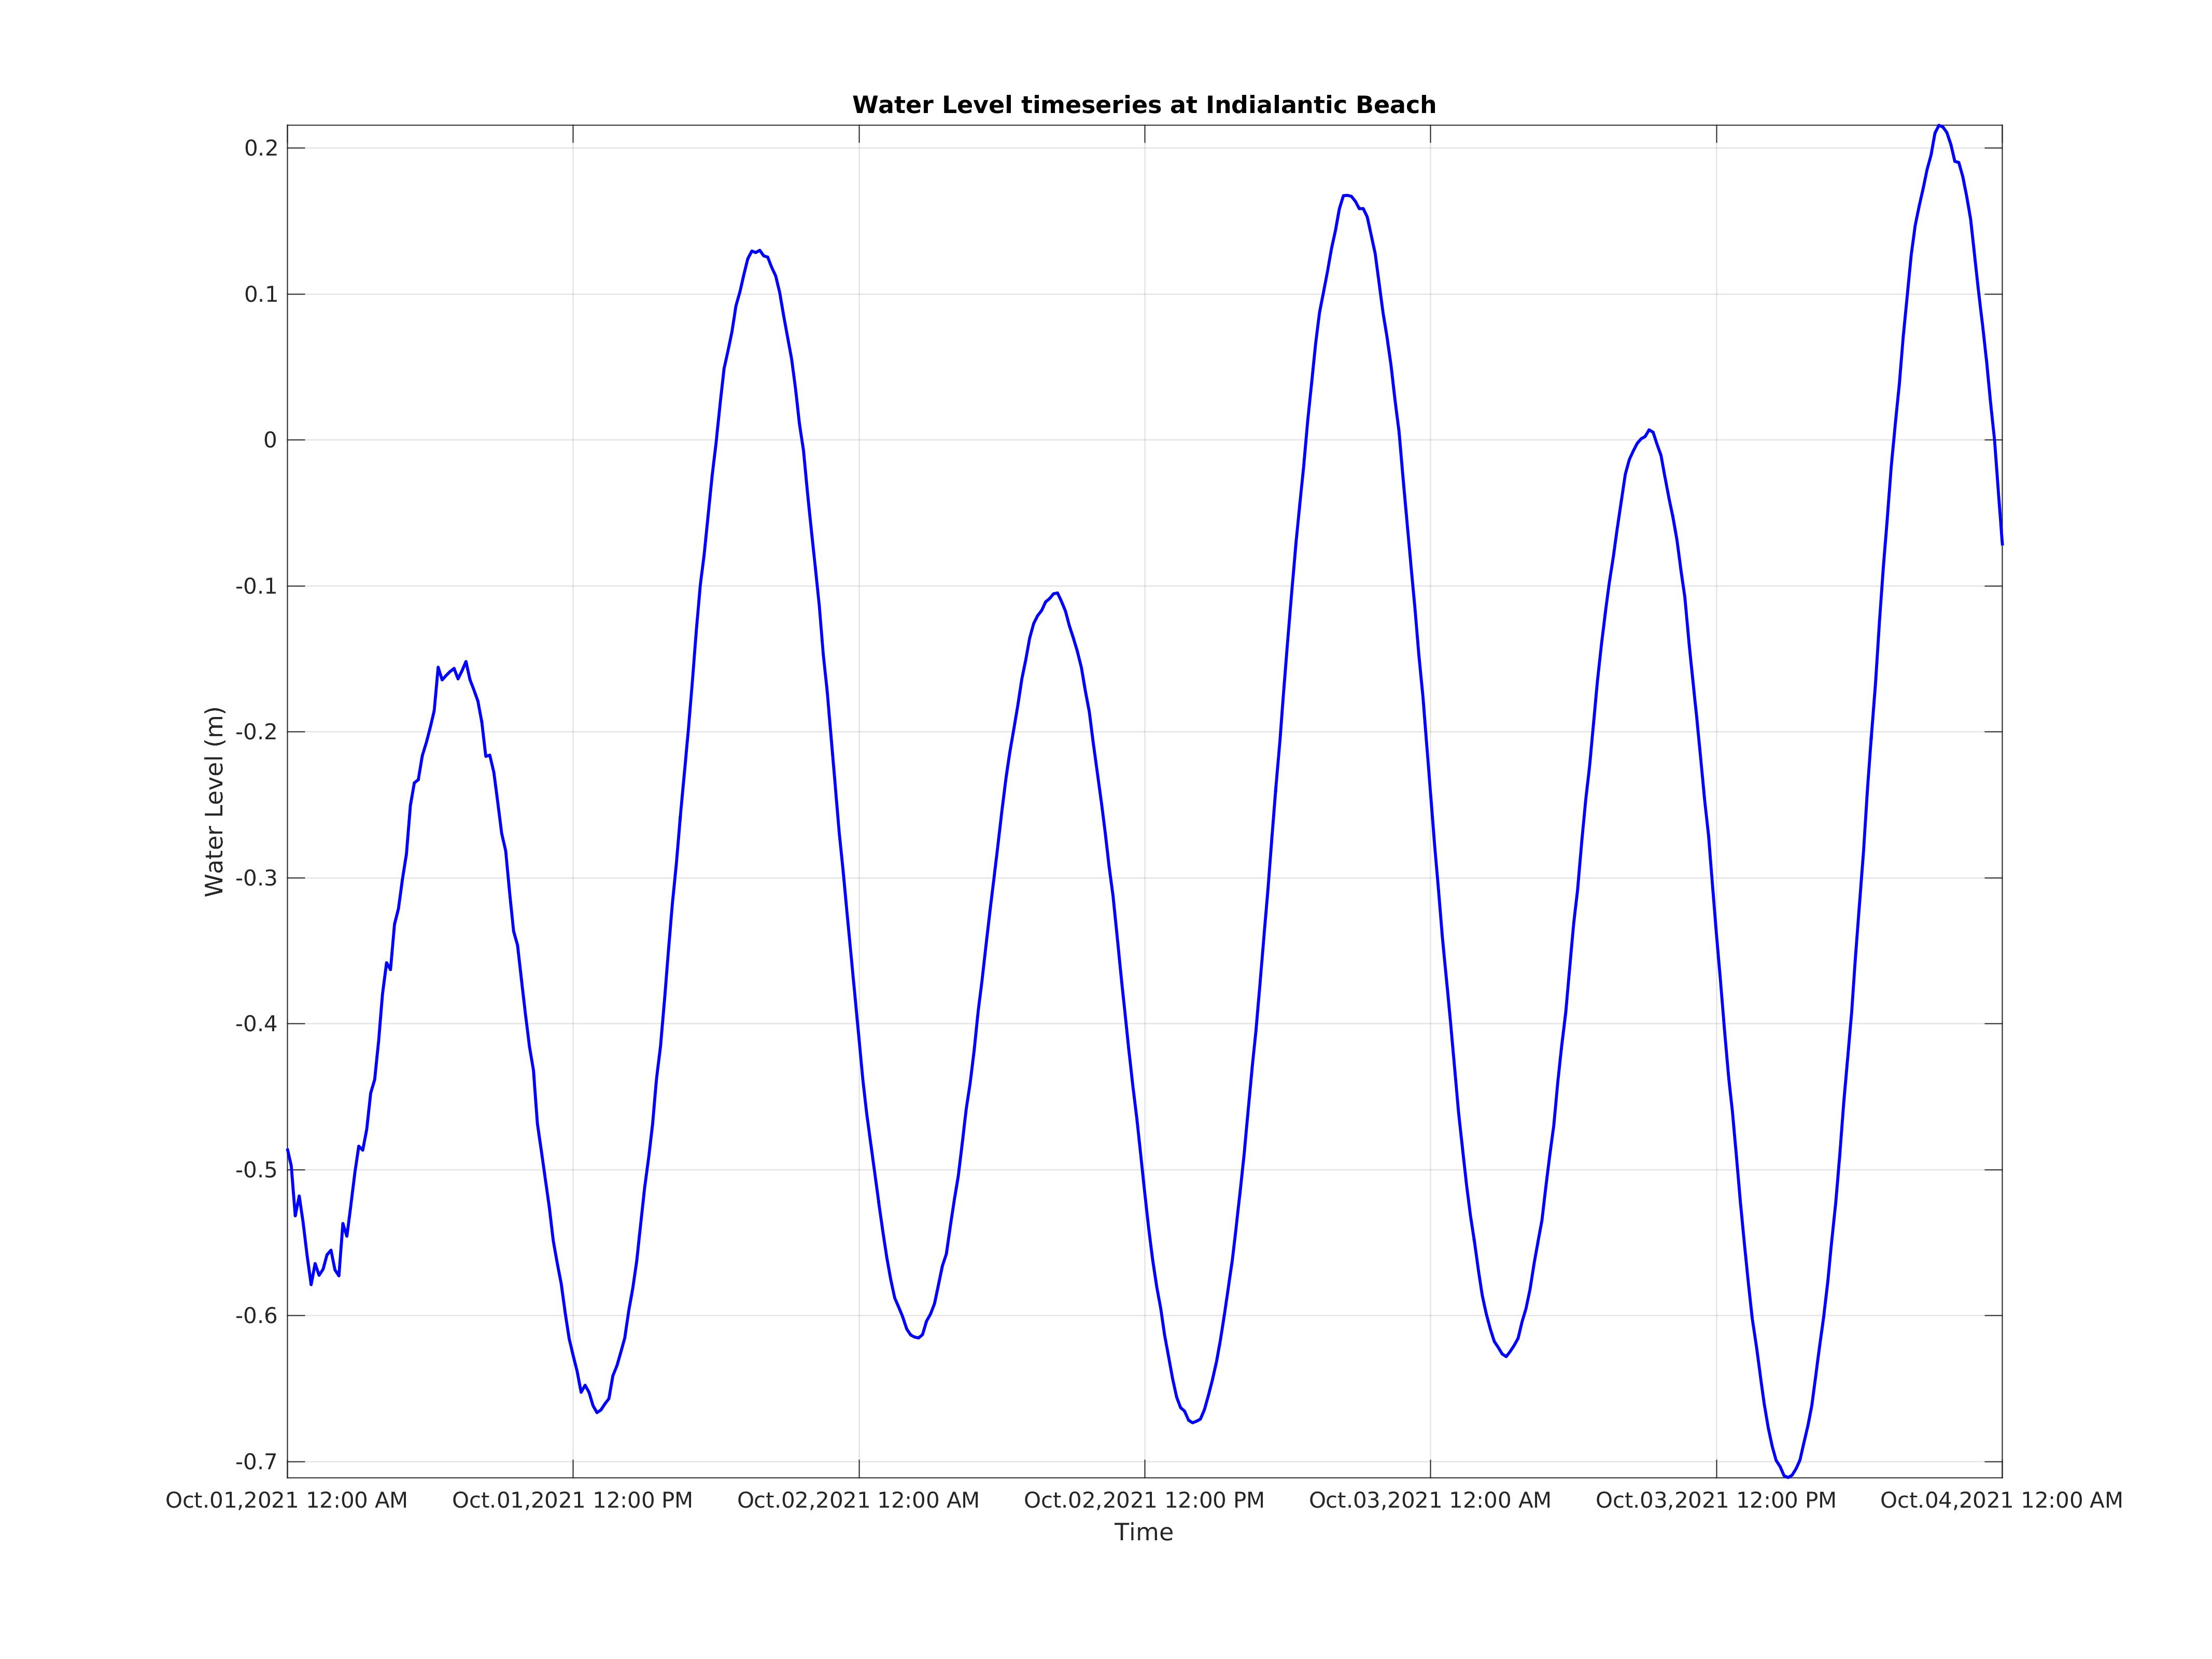 Water Level timeseries at Indialantic Beach
0.2
0.1
0
-0.1
-0.2
-0.3
-0.4
-0.5
-0.6
-0.7
Water Level (m)
Oct.01,2021 12:00 AM
Oct.01,2021 12:00 PM
Oct.02,2021 12:00 AM
Oct.02,2021 12:00 PM
Oct.03,2021 12:00 AM
Oct.03,2021 12:00 PM
Oct.04,2021 12:00 AM
Time